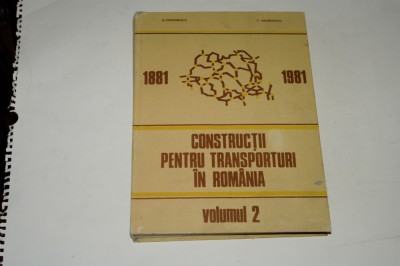 1881 1981
CONSTRUCȚII
PENTRU TRANSPORTURI
ÎN ROMÂNIA
volumul 2